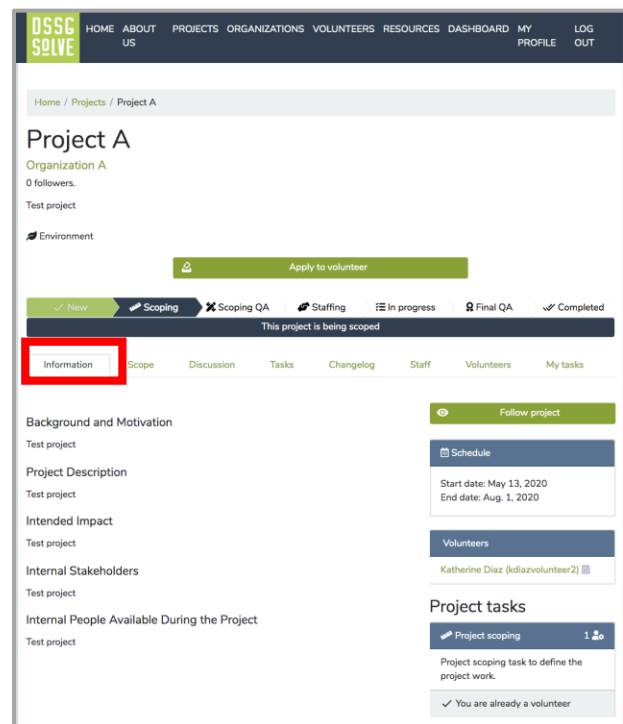 DSSG
SOLVE
HOME ABOUT US PROJECTS ORGANIZATIONS VOLUNTEERS RESOURCES DASHBOARD MY PROFILE LOG OUT
Home / Projects / Project A
Project A
Organization A
0 followers.
Test project
Environment
Apply to volunteer
New Scoping Scoping QA Staffing In progress Final QA Completed
This project is being scoped
Information Scope Discussion Tasks Changelog Staff Volunteers My tasks
Background and Motivation
Test project
Project Description
Test project
Intended Impact
Test project
Internal Stakeholders
Test project
Internal People Available During the Project
Test project
Follow project
Schedule
Start date: May 13, 2020
End date: Aug. 1, 2020
Volunteers
Katherine Diaz (kdiazvolunteer2)
Project tasks
Project scoping 1
Project scoping task to define the
project work.
You are already a volunteer